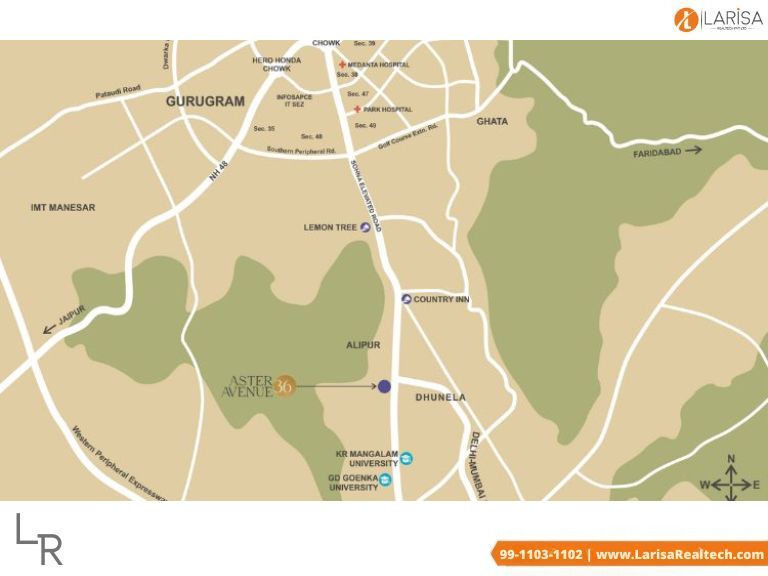 LARiSA
REALTECH PVT LTD
CHOWK
Sec. 39
Dwarka
HERO HONDA
CHOWK
MEDANTA HOSPITAL
Sec. 38
Pataudi Road
GURUGRAM
INFOSAPCE
IT SEZ
Sec. 47
PARK HOSPITAL
GHATA
Sec. 35
Sec. 48
Sec. 49
Golf Course Extn. Rd.
Southern Peripheral Rd.
FARIDABAD
NH 48
SOHNA ELEVATED ROAD
IMT MANESAR
LEMON TREE
COUNTRY INN
JAIPUR
ALIPUR
ASTER
AVENUE 36
DHUNELA
Western Peripheral Expressway
KR MANGALAM
UNIVERSITY
GD GOENKA
UNIVERSITY
DELHI-MUMBAI
N
W E
S
LR
99-1103-1102 | www.LarisaRealtech.com